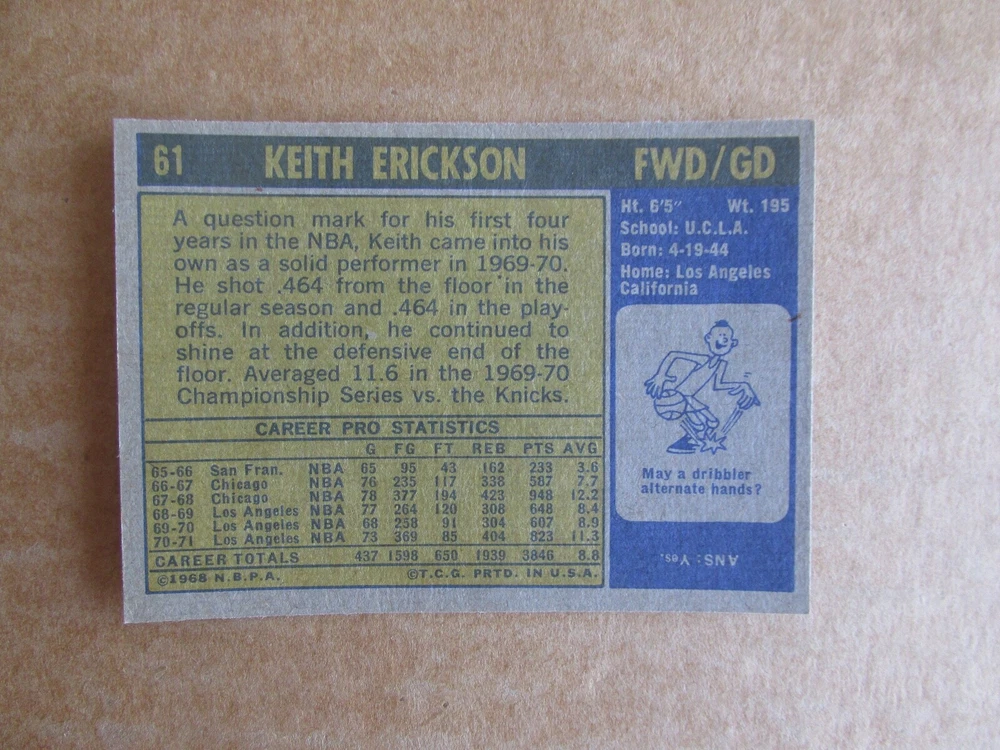 61 KEITH ERICKSON FWD/GD
A question mark for his first four
years in the NBA, Keith came into his
own as a solid performer in 1969-70.
He shot .464 from the floor in the
regular season and .464 in the play-
offs. In addition, he continued to
shine at the defensive end of the
floor. Averaged 11.6 in the 1969-70
Championship Series vs. the Knicks.
CAREER PRO STATISTICS
G FG FT REB PTS AVG
65-66 San Fran. NBA 65 95 43 162 233 3.6
66-67 Chicago NBA 76 235 117 338 587 7.7
67-68 Chicago NBA 78 377 194 423 948 12.2
68-69 Los Angeles NBA 77 264 120 308 648 8.4
69-70 Los Angeles NBA 68 258 91 304 607 8.9
70-71 Los Angeles NBA 73 369 85 404 823 11.3
CAREER TOTALS 437 1598 650 1939 3846 8.8
©1968 N.B.P.A. ©T.C.G. PRTD. IN U.S.A.
Ht. 6'5" Wt. 195
School: U.C.L.A.
Born: 4-19-44
Home: Los Angeles
California
May a dribbler
alternate hands?
ANS: Yes.